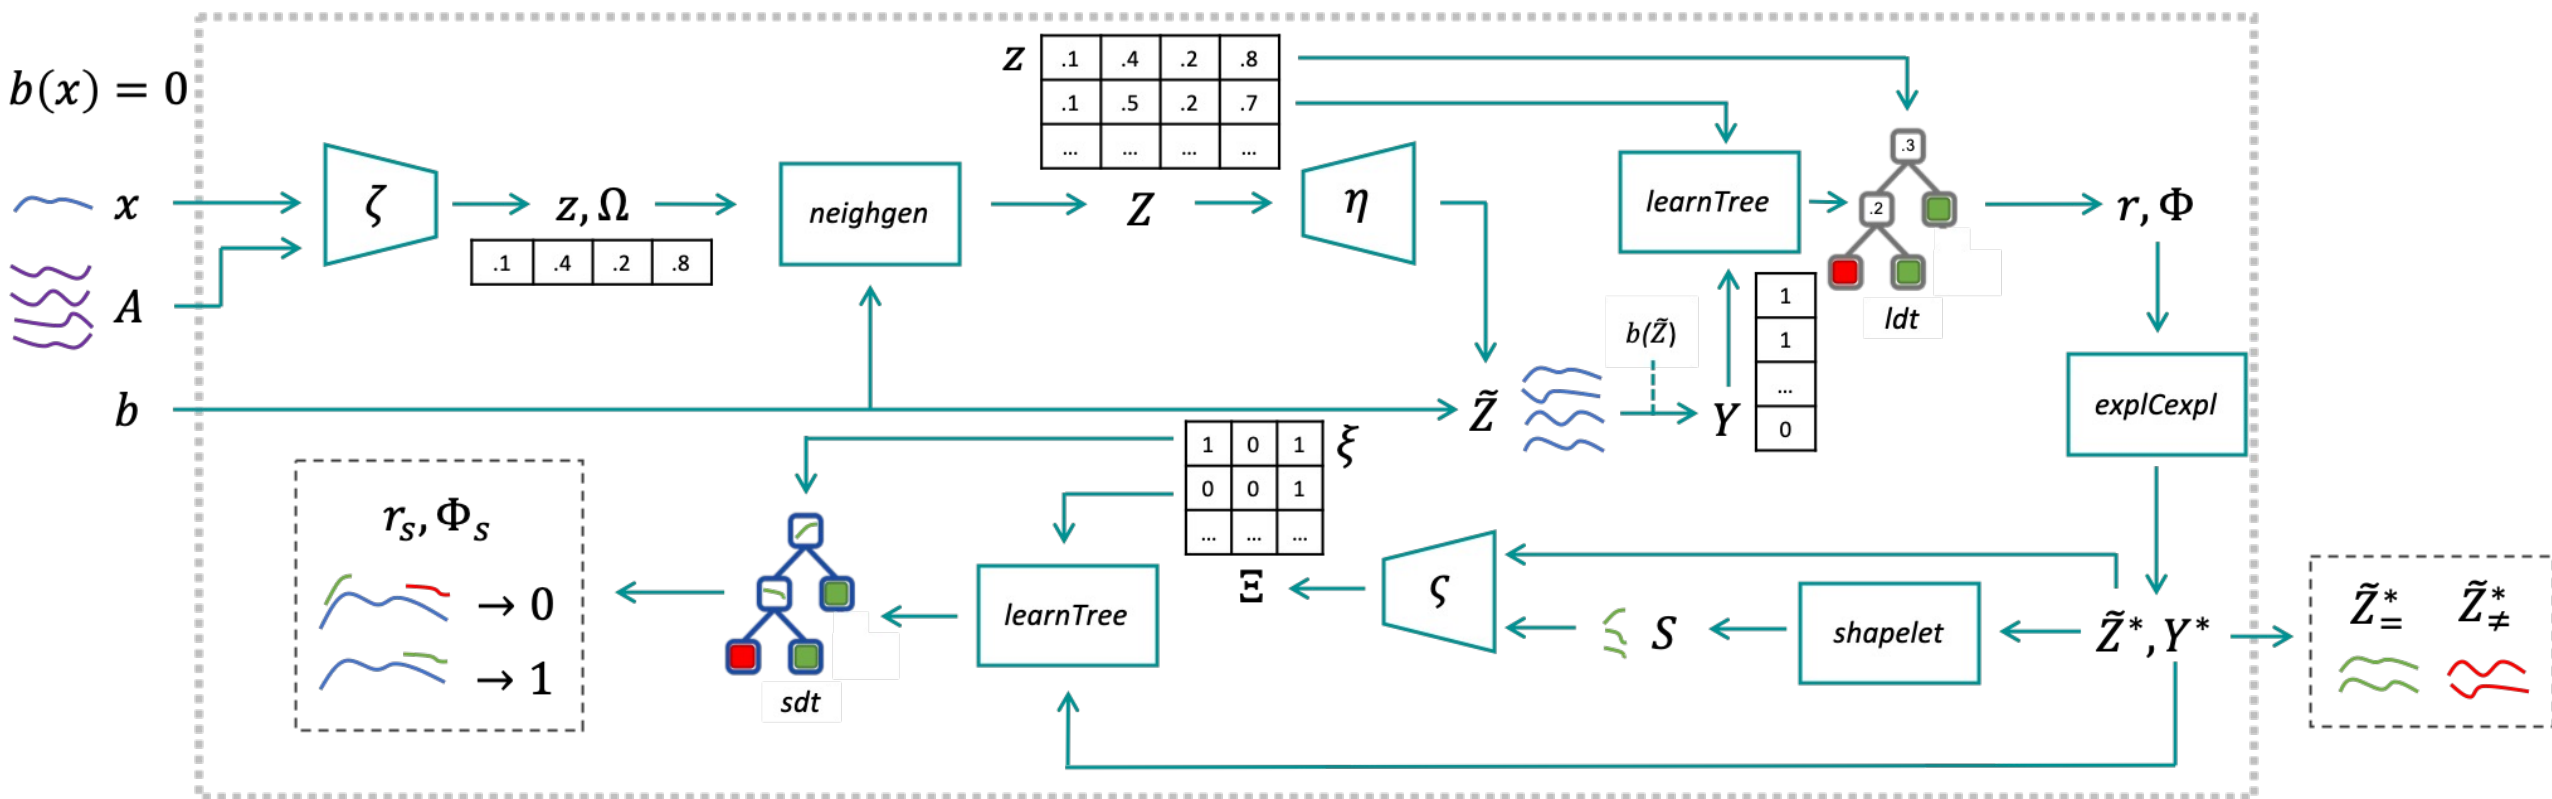 b(x) = 0
z
.1 .4 .2 .8
.1 .5 .2 .7
... ... ... ...
.3
.2
x
ζ
z, Ω
neighgen
Z
η
learnTree
r, Φ
.1 .4 .2 .8
A
ldt
b(Z̃)
1
1
...
0
b
Z̃
Y
explCexpl
1 0 1
0 0 1
... ... ...
ξ
r_s, Φ_s
→ 0
→ 1
sdt
learnTree
Ξ
ς
S
shapelet
Z̃*, Y*
Z̃*₌ Z̃*≠